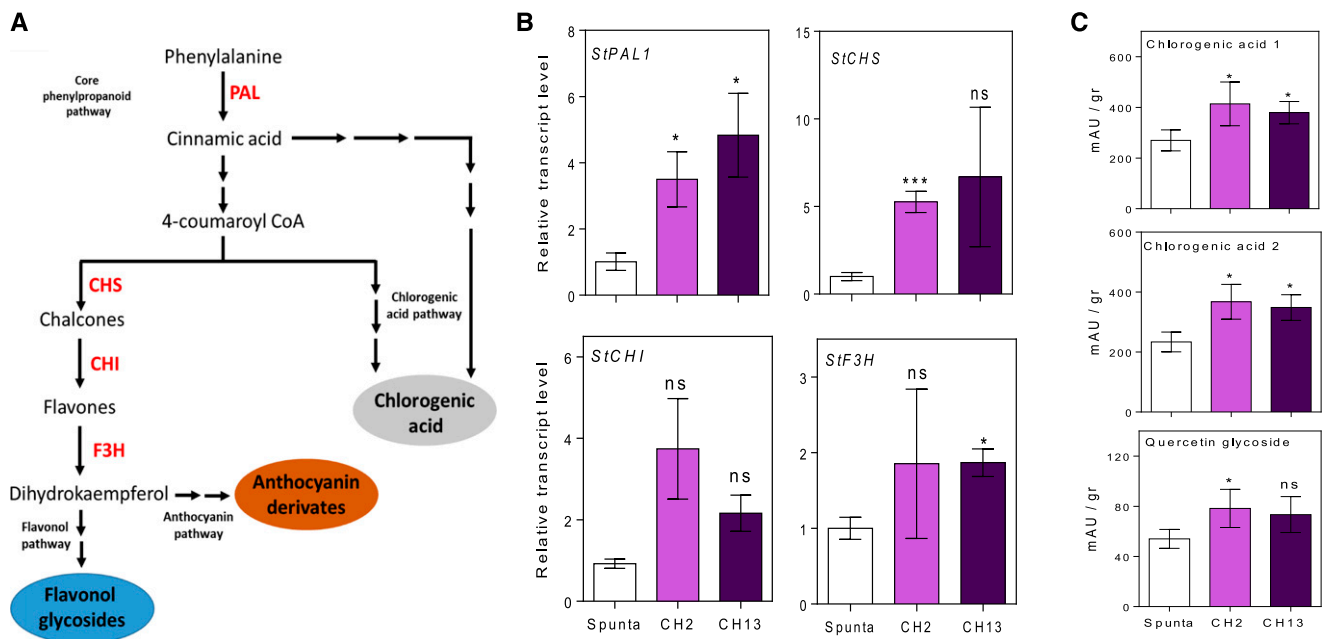 A
Phenylalanine
Core
phenylpropanoid
pathway
PAL
Cinnamic acid
4-coumaroyl CoA
CHS
Chalcones
Chlorogenic
acid pathway
CHI
Flavones
Chlorogenic
acid
F3H
Dihydrokaempferol
Anthocyanin
derivates
Flavonol
pathway
Anthocyanin
pathway
Flavonol
glycosides
B
StPAL1
Relative transcript level
8
6
4
2
0
*
*
StCHS
15
10
5
0
***
ns
StCHI
Relative transcript level
6
4
2
0
ns
ns
Spunta CH2 CH13
StF3H
3
2
1
0
ns
*
Spunta CH2 CH13
C
Chlorogenic acid 1
mAU / gr
600
400
200
0
*
*
Chlorogenic acid 2
mAU / gr
600
400
200
0
*
*
Quercetin glycoside
mAU / gr
120
80
40
0
*
ns
Spunta CH2 CH13